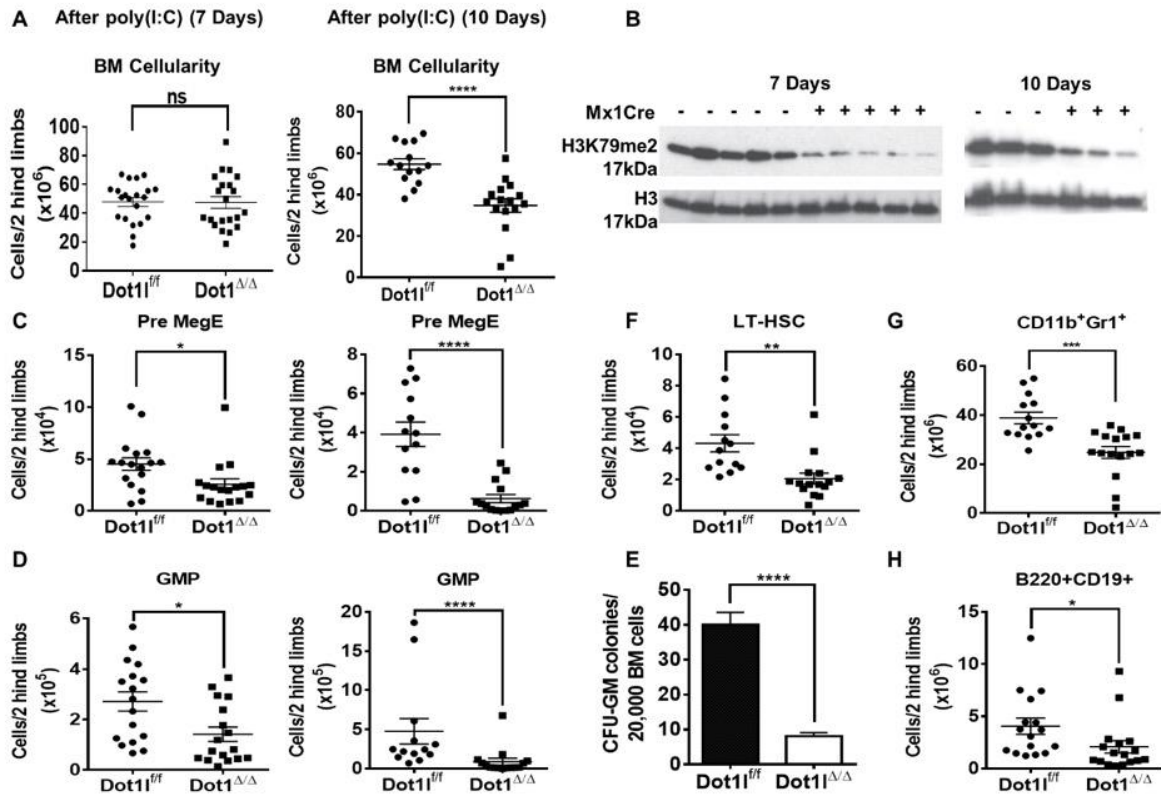 A After poly(I:C) (7 Days) After poly(I:C) (10 Days) B
BM Cellularity
ns
Cells/2 hind limbs
(x10⁶)
100
80
60
40
20
0
Dot1l^f/f Dot1^Δ/Δ
BM Cellularity
****
Cells/2 hind limbs
(x10⁶)
80
60
40
20
0
Dot1l^f/f Dot1^Δ/Δ
7 Days 10 Days
Mx1Cre - - - - - + + + + + - - - + + +
H3K79me2
17kDa
H3
17kDa
C
Pre MegE
*
Cells/2 hind limbs
(x10⁴)
15
10
5
0
Dot1l^f/f Dot1^Δ/Δ
Pre MegE
****
Cells/2 hind limbs
(x10⁴)
8
6
4
2
0
Dot1l^f/f Dot1^Δ/Δ
F
LT-HSC
**
Cells/2 hind limbs
(x10⁴)
10
8
6
4
2
0
Dot1l^f/f Dot1^Δ/Δ
G
CD11b⁺Gr1⁺
***
Cells/2 hind limbs
(x10⁶)
60
40
20
0
Dot1l^f/f Dot1^Δ/Δ
D
GMP
*
Cells/2 hind limbs
(x10⁵)
6
4
2
0
Dot1l^f/f Dot1^Δ/Δ
GMP
****
Cells/2 hind limbs
(x10⁵)
20
15
10
5
0
Dot1l^f/f Dot1^Δ/Δ
E
****
CFU-GM colonies/
20,000 BM cells
50
40
30
20
10
0
Dot1l^f/f Dot1l^Δ/Δ
H
B220+CD19+
*
Cells/2 hind limbs
(x10⁶)
15
10
5
0
Dot1l^f/f Dot1^Δ/Δ